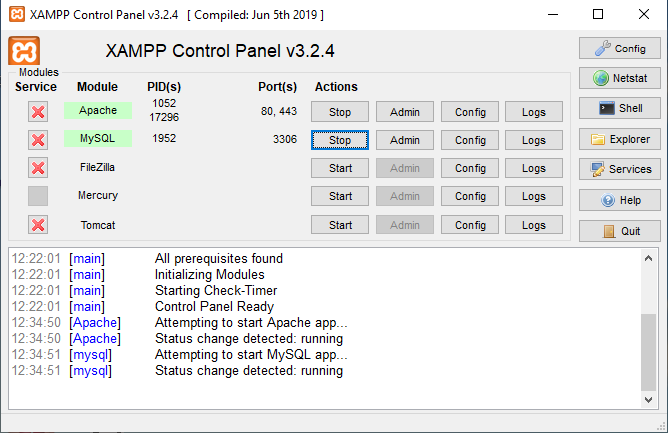 XAMPP Control Panel v3.2.4 [ Compiled: Jun 5th 2019 ]
XAMPP Control Panel v3.2.4
Config
Modules
Service Module PID(s) Port(s) Actions
Netstat
Apache 1052 17296 80, 443 Stop Admin Config Logs
Shell
MySQL 1952 3306 Stop Admin Config Logs
Explorer
FileZilla Start Admin Config Logs
Services
Mercury Start Admin Config Logs
Help
Tomcat Start Admin Config Logs
Quit
12:22:01 [main] All prerequisites found
12:22:01 [main] Initializing Modules
12:22:01 [main] Starting Check-Timer
12:22:01 [main] Control Panel Ready
12:34:50 [Apache] Attempting to start Apache app...
12:34:50 [Apache] Status change detected: running
12:34:51 [mysql] Attempting to start MySQL app...
12:34:51 [mysql] Status change detected: running